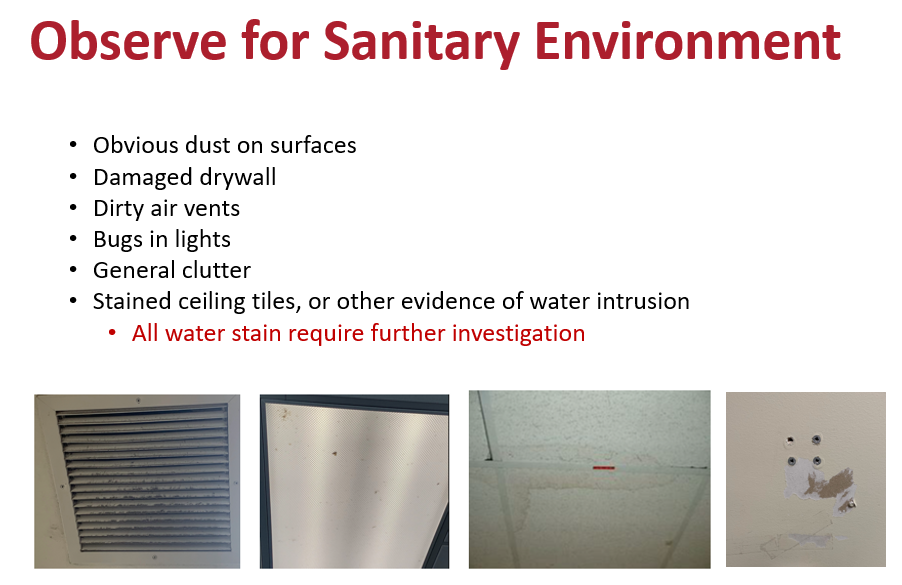 Observe for Sanitary Environment
• Obvious dust on surfaces
• Damaged drywall
• Dirty air vents
• Bugs in lights
• General clutter
• Stained ceiling tiles, or other evidence of water intrusion
• All water stain require further investigation